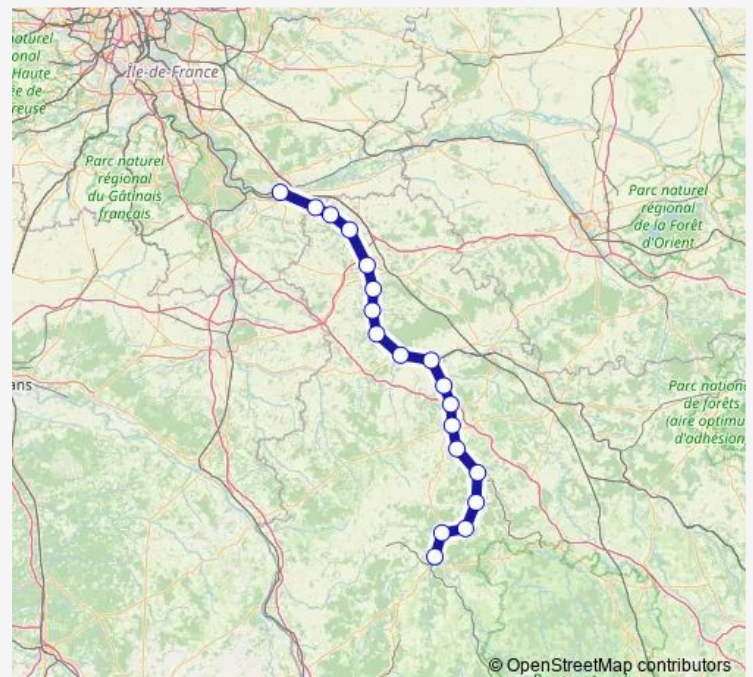 naturel
onal
Haute
ée de
reuse
Île-de-France
Parc naturel
régional
du Gâtinais
français
Parc naturel
régional
de la Forêt
d'Orient
ans
Parc nation
de forêts
(aire optimu
d'adhésion
© OpenStreetMap contributors